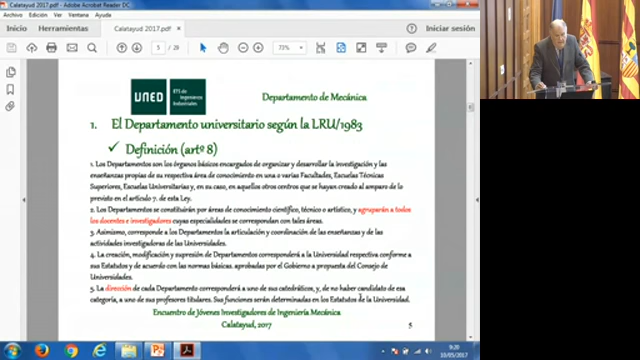 Calatayud 2017.pdf - Adobe Acrobat Reader DC
Archivo Edición Ver Ventana Ayuda
Inicio Herramientas Calatayud 2017.pdf × Iniciar sesión
5 / 29 73%
UNED ETS de Ingenieros Industriales
Departamento de Mecánica
1. El Departamento universitario según la LRU/1983
✓ Definición (artº 8)
1. Los Departamentos son los órganos básicos encargados de organizar y desarrollar la investigación y las
enseñanzas propias de su respectiva área de conocimiento en una o varias Facultades, Escuelas Técnicas
Superiores, Escuelas Universitarias y, en su caso, en aquellos otros centros que se hayan creado al amparo de lo
previsto en el artículo 7. de esta Ley.
2. Los Departamentos se constituirán por áreas de conocimiento científico, técnico o artístico, y agruparán a todos
los docentes e investigadores cuyas especialidades se correspondan con tales áreas.
3. Asimismo, corresponde a los Departamentos la articulación y coordinación de las enseñanzas y de las
actividades investigadoras de las Universidades.
4. La creación, modificación y supresión de Departamentos corresponderá a la Universidad respectiva conforme a
sus Estatutos y de acuerdo con las normas básicas. aprobadas por el Gobierno a propuesta del Consejo de
Universidades.
5. La dirección de cada Departamento corresponderá a uno de sus catedráticos, y, de no haber candidato de esa
categoría, a uno de sus profesores titulares. Sus funciones serán determinadas en los Estatutos de la Universidad.
Encuentro de Jóvenes Investigadores de Ingeniería Mecánica
Calatayud, 2017 5
9:20
10/05/2017